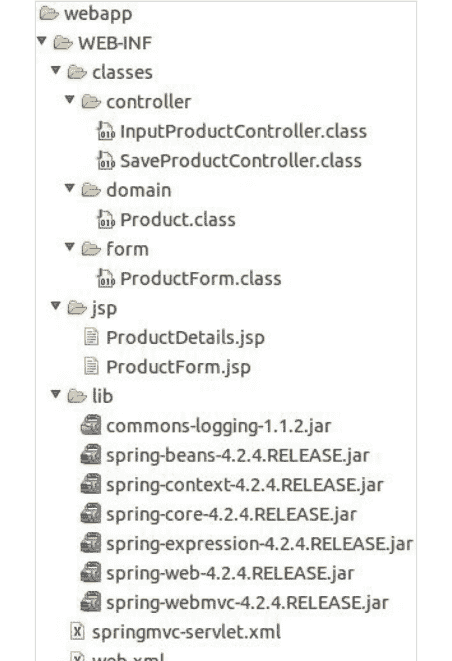 webapp
WEB-INF
classes
controller
InputProductController.class
SaveProductController.class
domain
Product.class
form
ProductForm.class
jsp
ProductDetails.jsp
ProductForm.jsp
lib
commons-logging-1.1.2.jar
spring-beans-4.2.4.RELEASE.jar
spring-context-4.2.4.RELEASE.jar
spring-core-4.2.4.RELEASE.jar
spring-expression-4.2.4.RELEASE.jar
spring-web-4.2.4.RELEASE.jar
spring-webmvc-4.2.4.RELEASE.jar
springmvc-servlet.xml
web.xml